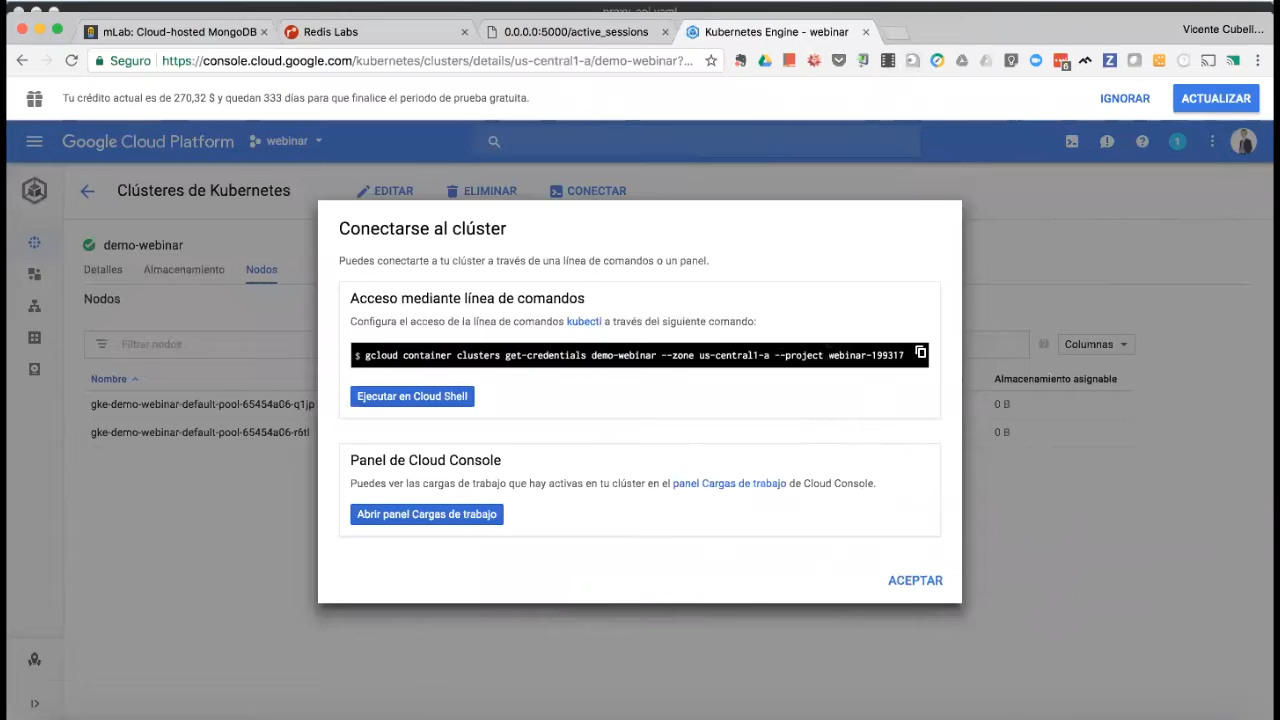 mLab: Cloud-hosted MongoDB
Redis Labs
0.0.0.0:5000/active_sessions
Kubernetes Engine - webinar
Vicente Cubell...
Seguro
https://console.cloud.google.com/kubernetes/clusters/details/us-central1-a/demo-webinar?...
6
Tu crédito actual es de 270,32 $ y quedan 333 días para que finalice el periodo de prueba gratuita.
IGNORAR
ACTUALIZAR
Google Cloud Platform
webinar
1
Clústeres de Kubernetes
EDITAR
ELIMINAR
CONECTAR
demo-webinar
Detalles
Almacenamiento
Nodos
Nodos
Filtrar nodos
Columnas
Nombre
Almacenamiento asignable
gke-demo-webinar-default-pool-65454a06-q1jp
0 B
gke-demo-webinar-default-pool-65454a06-r6tl
0 B
Conectarse al clúster
Puedes conectarte a tu clúster a través de una línea de comandos o un panel.
Acceso mediante línea de comandos
Configura el acceso de la línea de comandos kubectl a través del siguiente comando:
$ gcloud container clusters get-credentials demo-webinar --zone us-central1-a --project webinar-199317
Ejecutar en Cloud Shell
Panel de Cloud Console
Puedes ver las cargas de trabajo que hay activas en tu clúster en el panel Cargas de trabajo de Cloud Console.
Abrir panel Cargas de trabajo
ACEPTAR